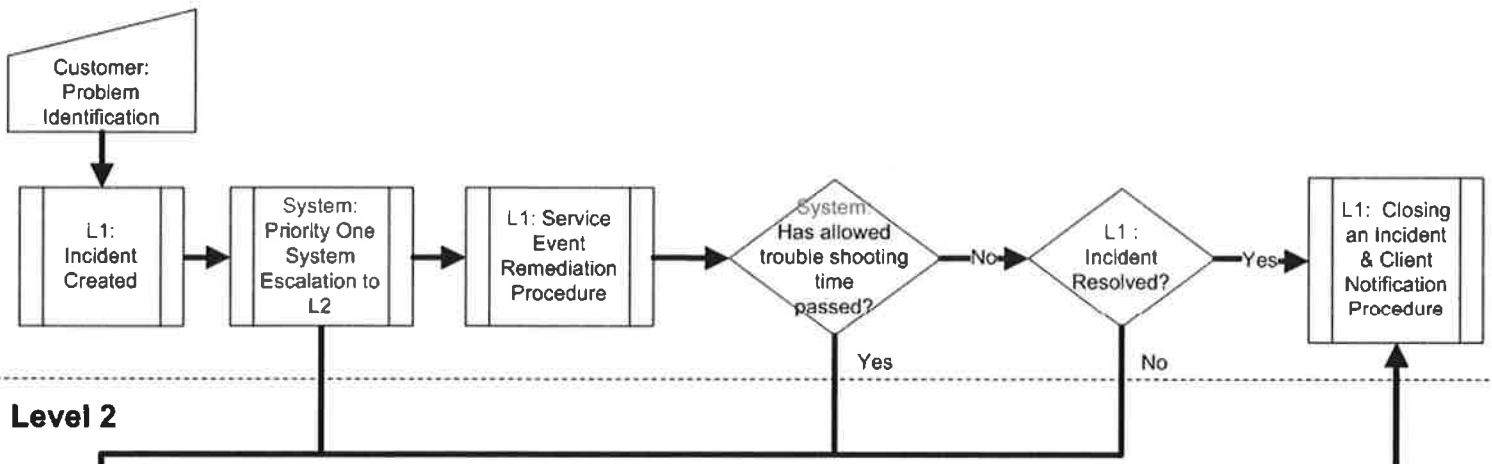 Customer:
Problem
Identification
L1:
Incident
Created
System:
Priority One
System
Escalation to
L2
L1: Service
Event
Remediation
Procedure
System:
Has allowed
trouble shooting
time
passed?
No
L1 :
Incident
Resolved?
Yes
L1: Closing
an Incident
& Client
Notification
Procedure
Yes
No
Level 2